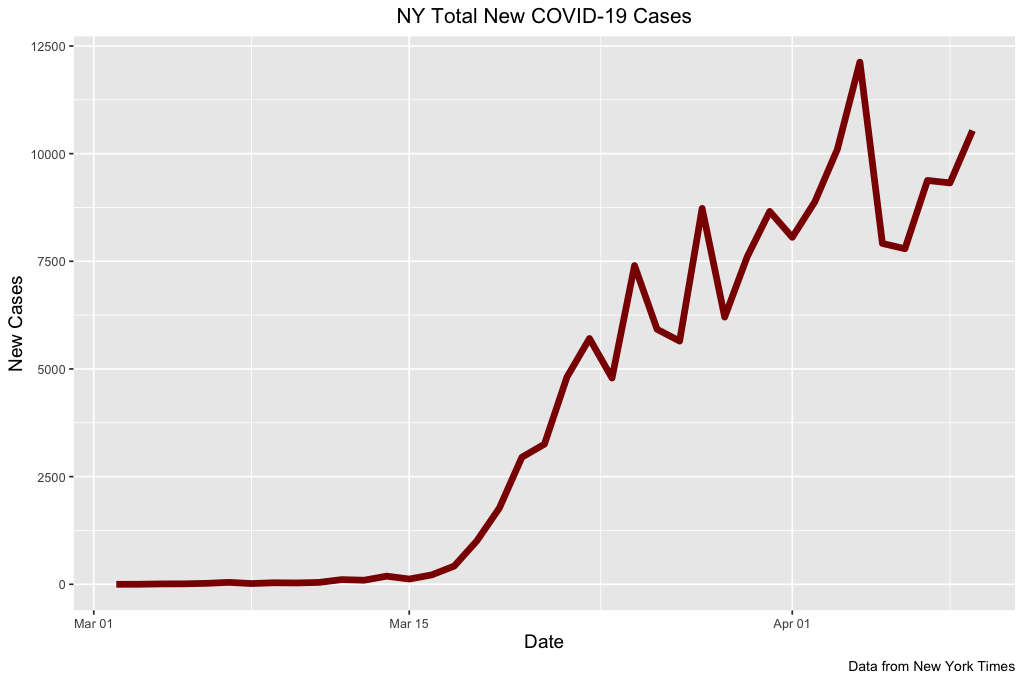 NY Total New COVID-19 Cases
12500
10000
7500
5000
2500
0
New Cases
Mar 01
Mar 15
Apr 01
Date
Data from New York Times